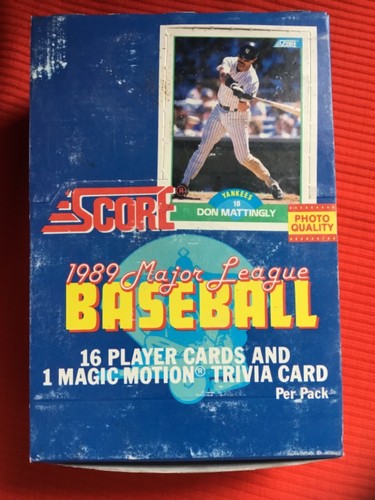 SCORE
YANKEES
1B
DON MATTINGLY
SCORE®
PHOTO
QUALITY
1989 Major League
BASEBALL
16 PLAYER CARDS AND
1 MAGIC MOTION® TRIVIA CARD
Per Pack